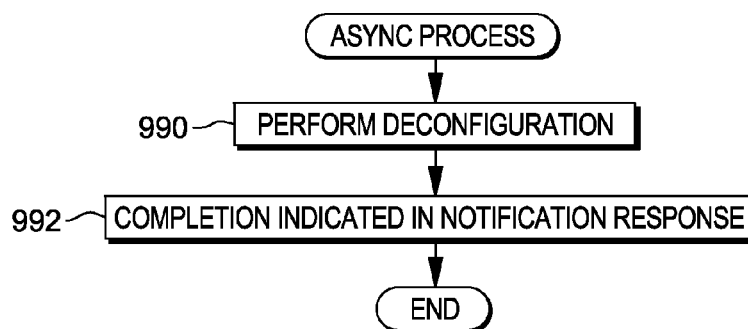 ASYNC PROCESS
990 PERFORM DECONFIGURATION
992 COMPLETION INDICATED IN NOTIFICATION RESPONSE
END